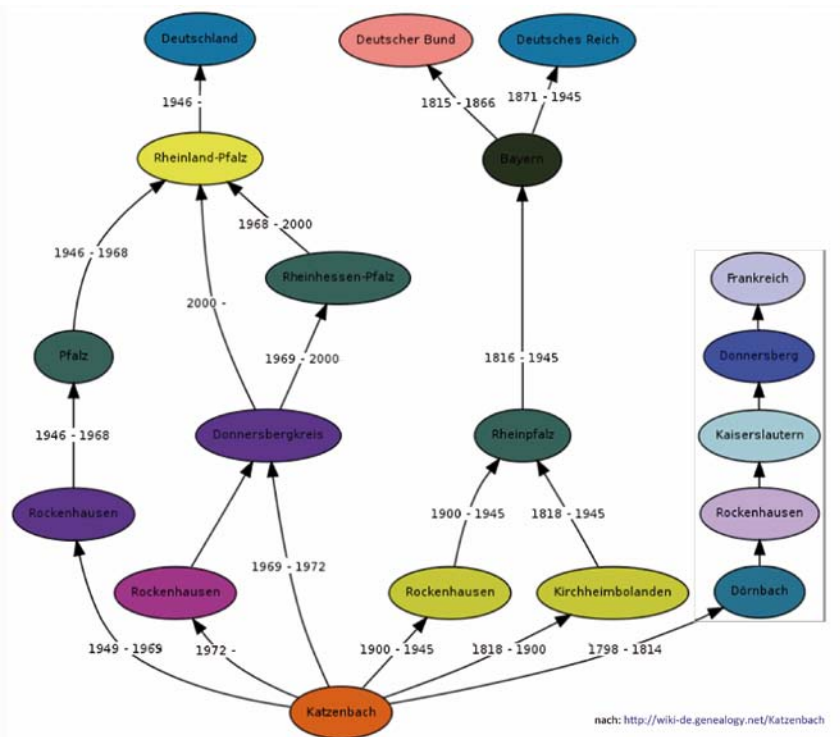 Deutschland
Deutscher Bund
Deutsches Reich
1946 -
1815 - 1866
1871 - 1945
Rheinland-Pfalz
Bayern
1968 - 2000
1946 - 1968
Rheinhessen-Pfalz
Frankreich
2000 -
Pfalz
1969 - 2000
1816 - 1945
Donnersberg
1946 - 1968
Donnersbergkreis
Rheinpfalz
Kaiserslautern
Rockenhausen
1900 - 1945
1818 - 1945
Rockenhausen
1969 - 1972
Rockenhausen
Rockenhausen
Kirchheimbolanden
Dörnbach
1949 - 1969
1972 -
1900 - 1945
1818 - 1900
1798 - 1814
Katzenbach
nach: http://wiki-de.genealogy.net/Katzenbach